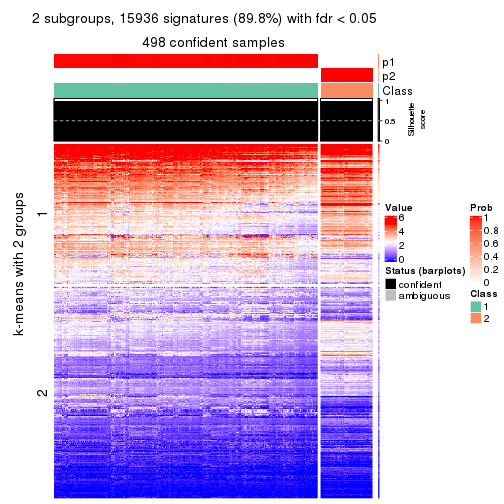 2 subgroups, 15936 signatures (89.8%) with fdr < 0.05
498 confident samples
p1
p2
Class
1
0.5
0
Silhouette
score
k-means with 2 groups
1
2
Value
6
4
2
0
Status (barplots)
confident
ambiguous
Prob
1
0.8
0.6
0.4
0.2
0
Class
1
2